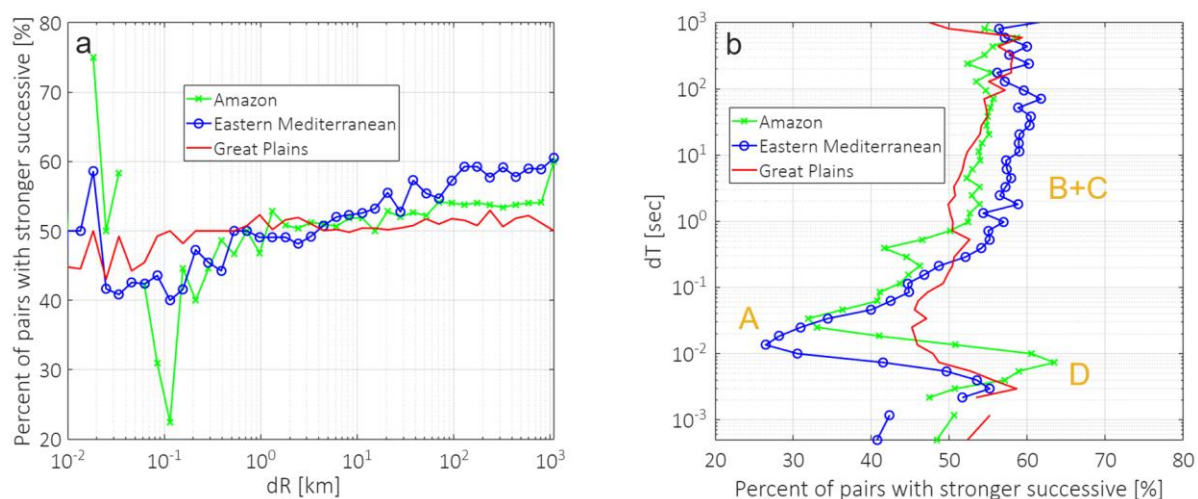 a
Percent of pairs with stronger successive [%]
80
70
60
50
40
30
20
Amazon
Eastern Mediterranean
Great Plains
10^-2 10^-1 10^0 10^1 10^2 10^3
dR [km]
b
dT [sec]
10^3
10^2
10^1
10^0
10^-1
10^-2
10^-3
Amazon
Eastern Mediterranean
Great Plains
B+C
A
D
20 30 40 50 60 70 80
Percent of pairs with stronger successive [%]